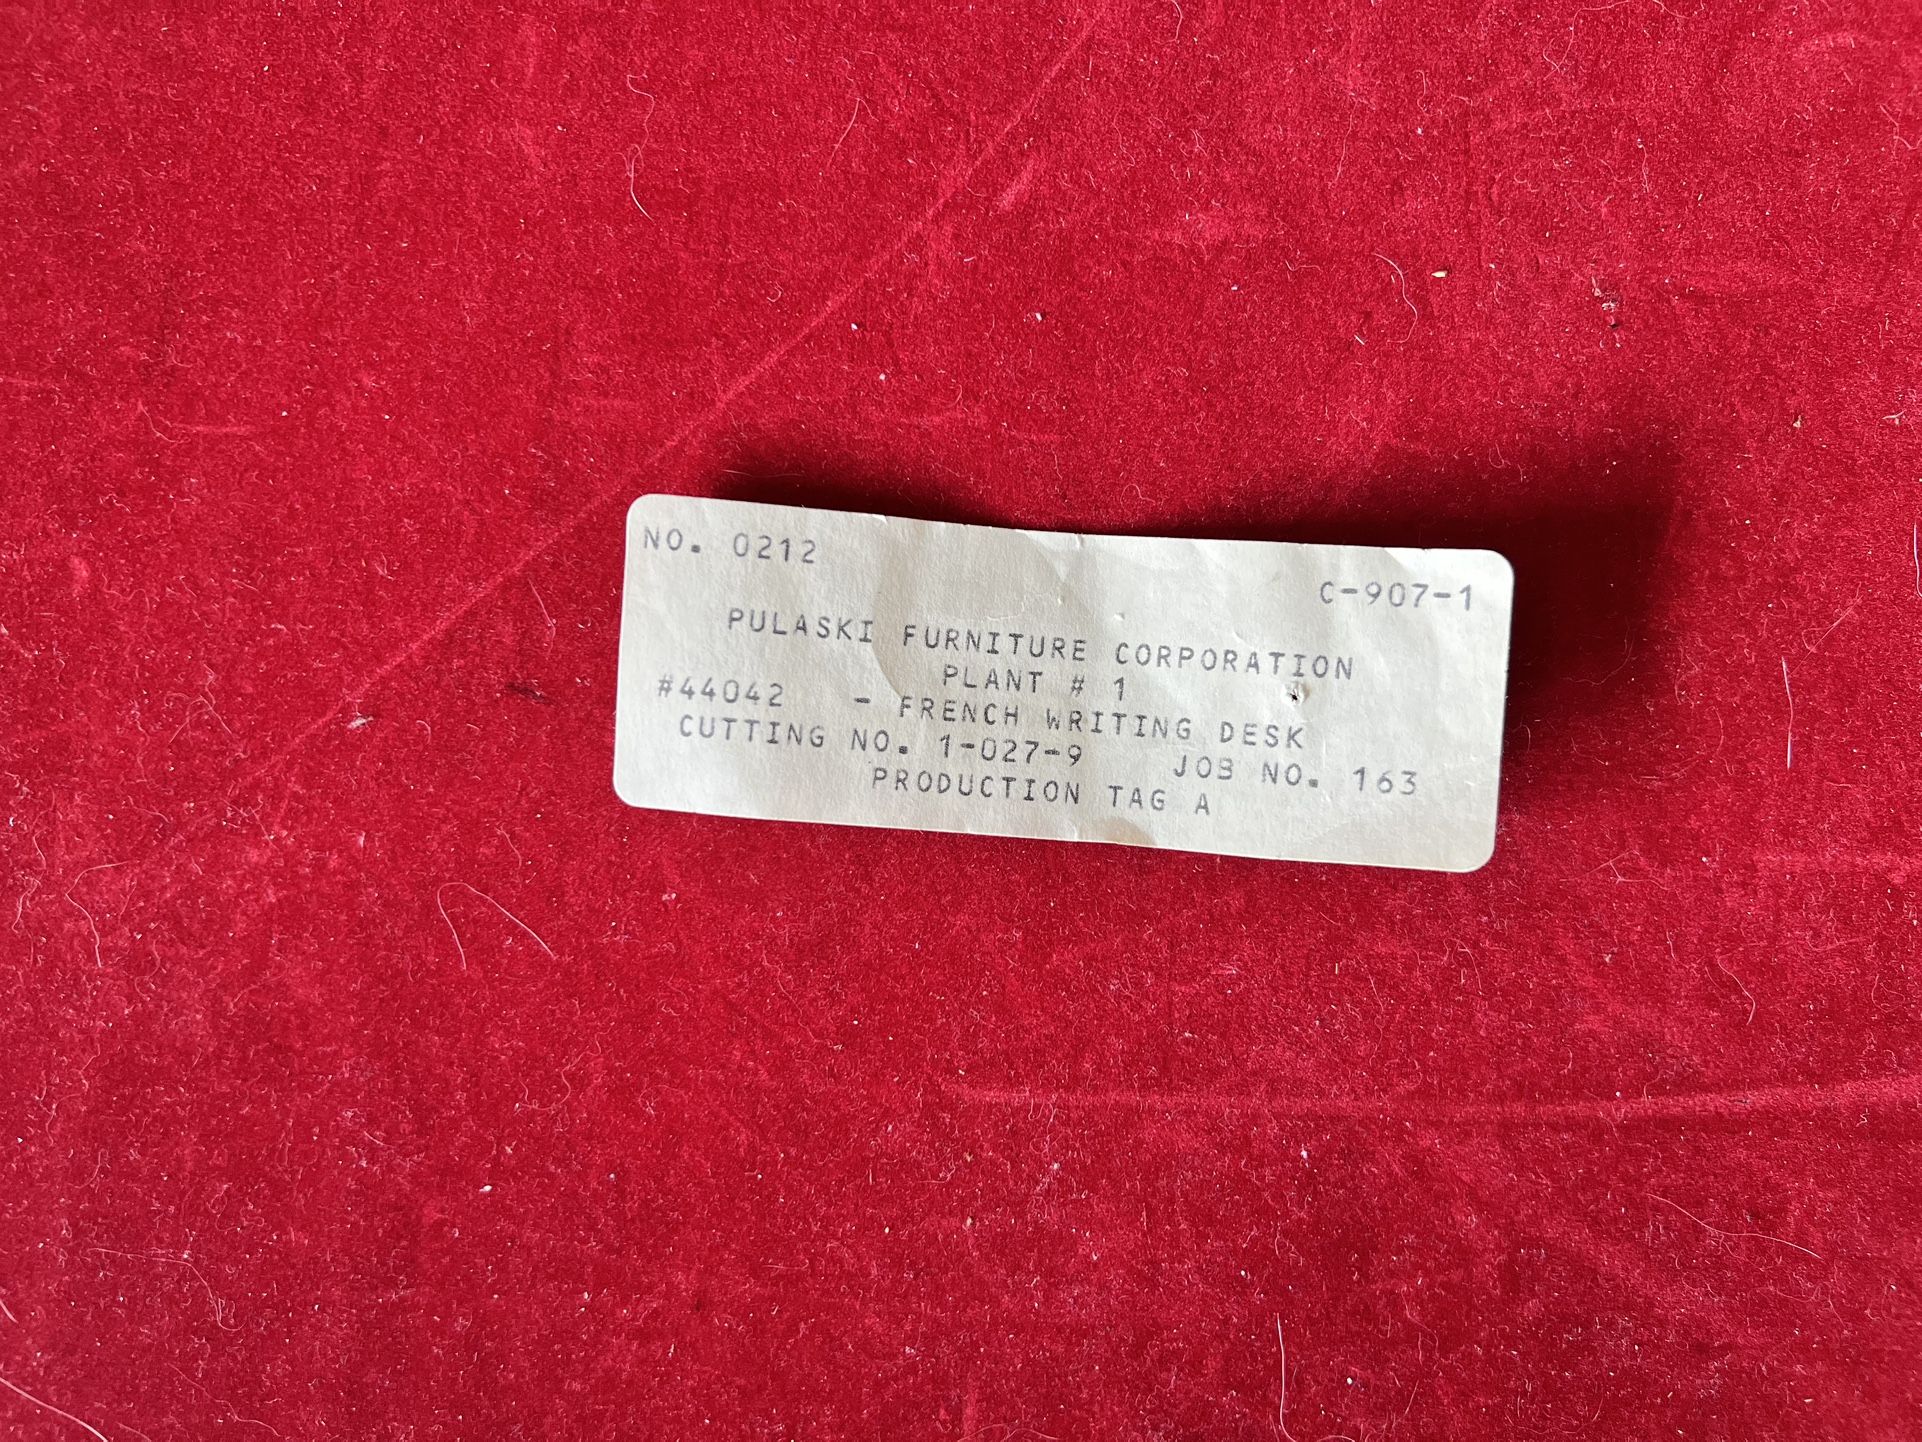 NO. 0212
C-907-1
PULASKI FURNITURE CORPORATION
PLANT # 1
#44042 - FRENCH WRITING DESK
CUTTING NO. 1-027-9 JOB NO. 163
PRODUCTION TAG A